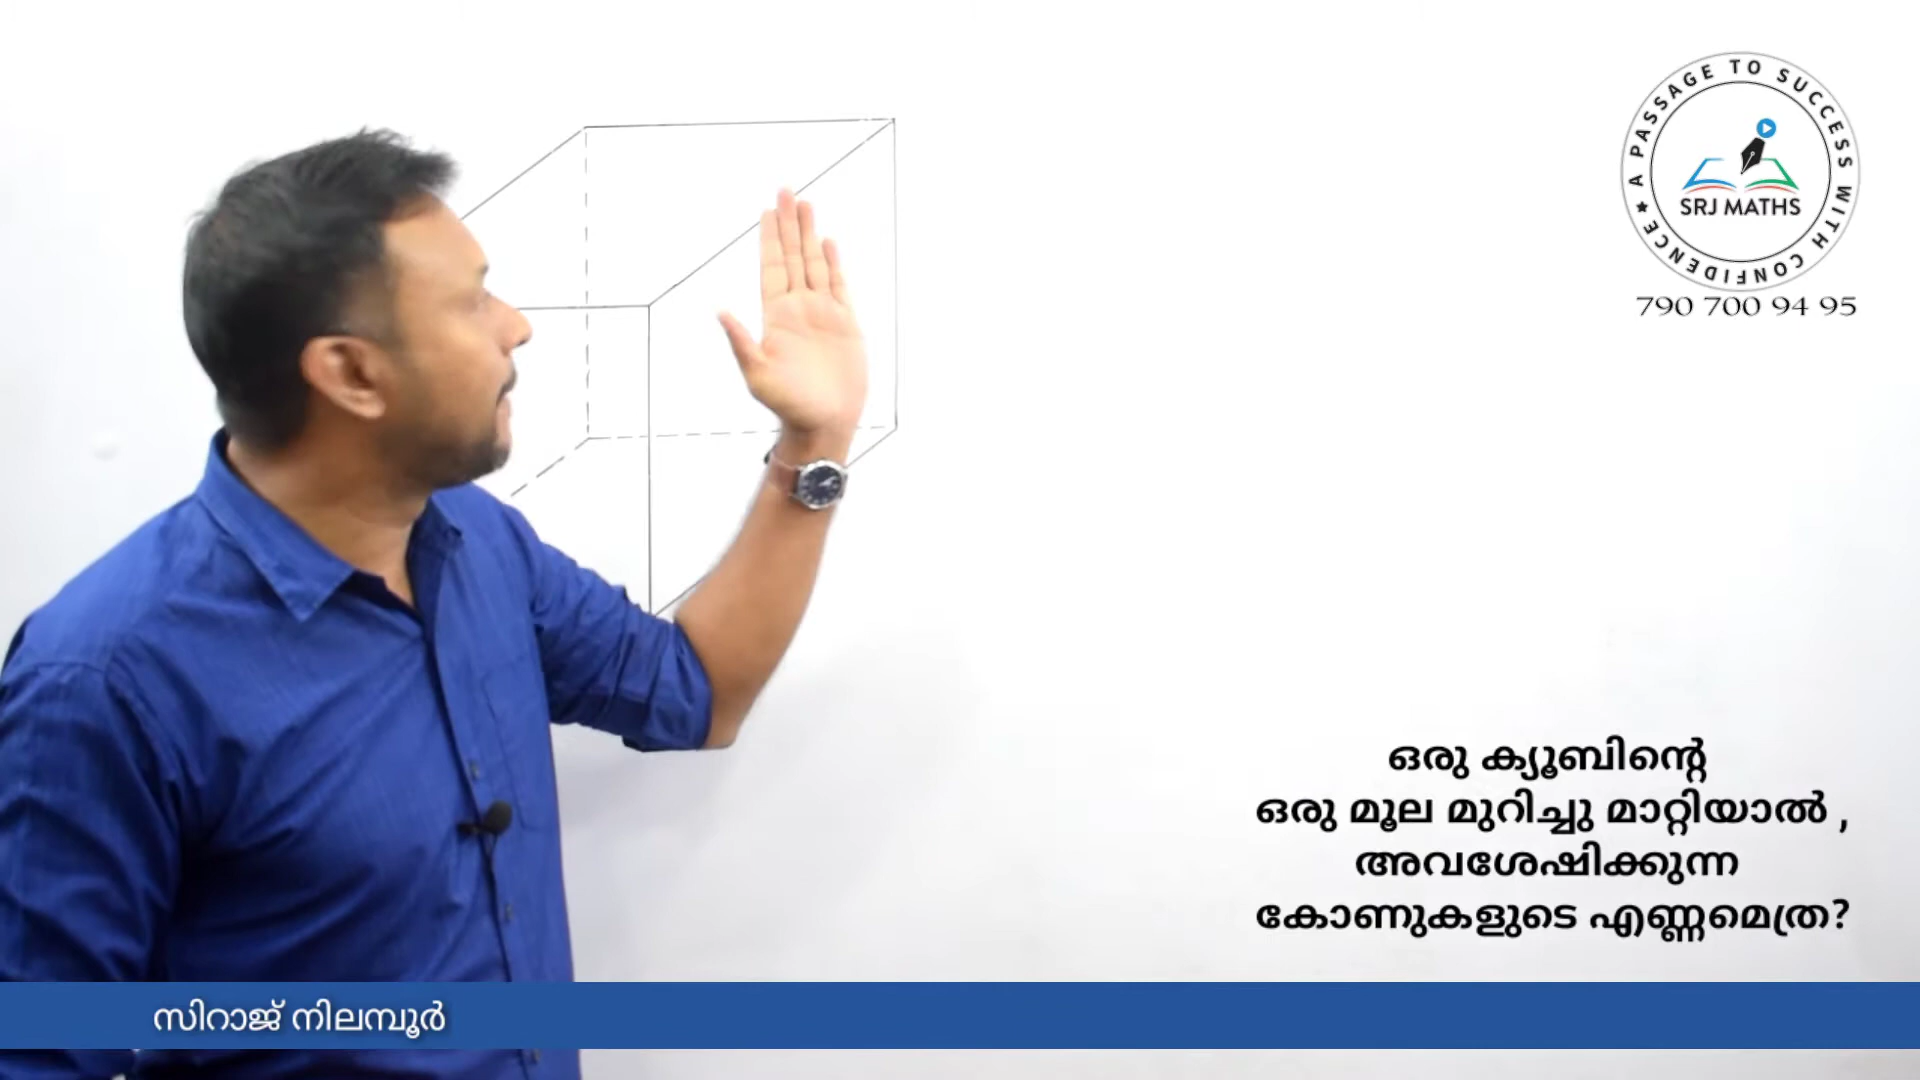 A PASSAGE TO SUCCESS WITH CONFIDENCE ★
SRJ MATHS
790 700 94 95
ഒരു ക്യൂബിന്റെ
ഒരു മൂല മുറിച്ചു മാറ്റിയാൽ ,
അവശേഷിക്കുന്ന
കോണുകളുടെ എണ്ണമെത്ര?
സിറാജ് നിലമ്പൂർ